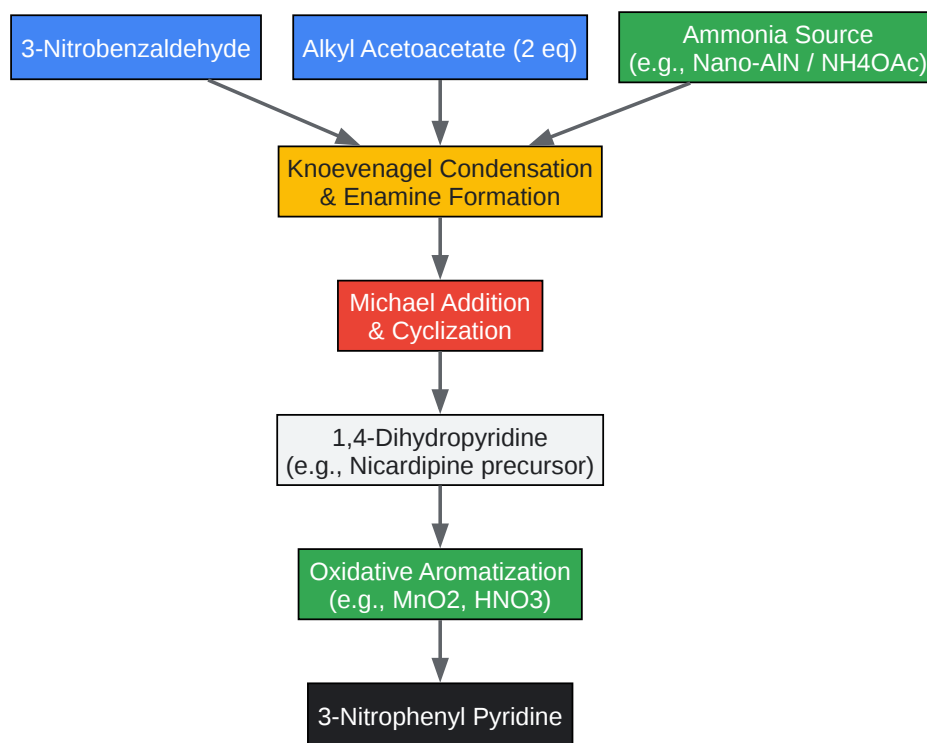 3-Nitrobenzaldehyde
Alkyl Acetoacetate (2 eq)
Ammonia Source
(e.g., Nano-AlN / NH4OAc)
Knoevenagel Condensation
& Enamine Formation
Michael Addition
& Cyclization
1,4-Dihydropyridine
(e.g., Nicardipine precursor)
Oxidative Aromatization
(e.g., MnO2, HNO3)
3-Nitrophenyl Pyridine